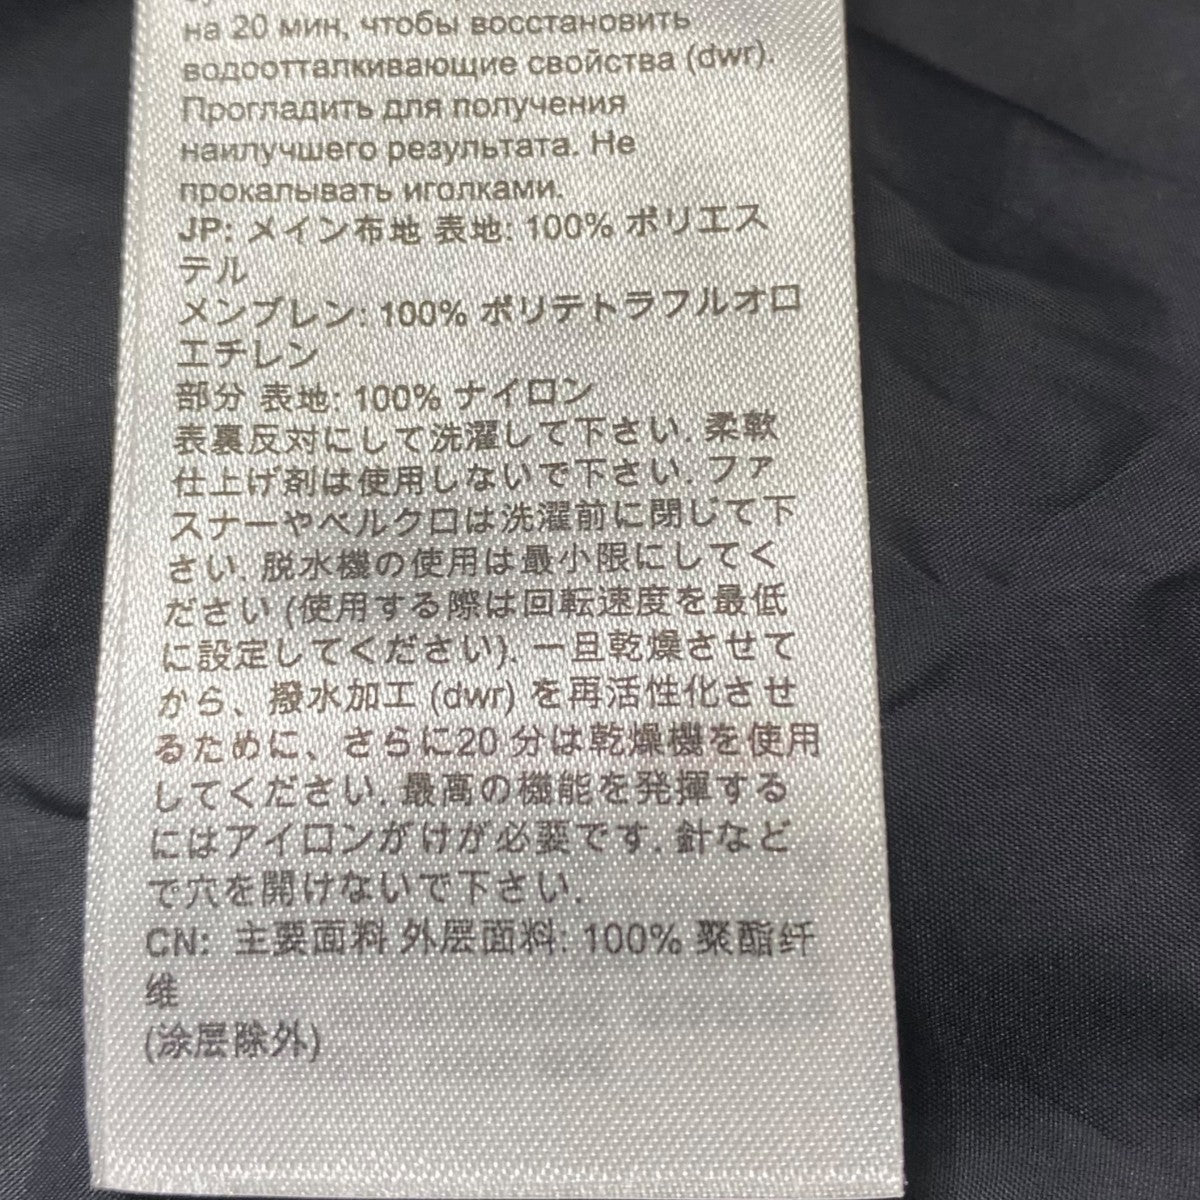 на 20 мин, чтобы восстановить
водоотталкивающие свойства (dwr).
Прогладить для получения
наилучшего результата. Не
прокалывать иголками.
JP: メイン布地 表地: 100% ポリエス
テル
メンブレン: 100% ポリテトラフルオロ
エチレン
部分 表地: 100% ナイロン
表裏反対にして洗濯して下さい. 柔軟
仕上げ剤は使用しないで下さい. ファ
スナーやベルクロは洗濯前に閉じて下
さい. 脱水機の使用は最小限にしてく
ださい (使用する際は回転速度を最低
に設定してください). 一旦乾燥させて
から、撥水加工 (dwr) を再活性化させ
るために、さらに20 分は乾燥機を使用
してください. 最高の機能を発揮する
にはアイロンがけが必要です. 針など
で穴を開けないで下さい.
CN: 主要面料 外层面料: 100% 聚酯纤
维
(涂层除外)